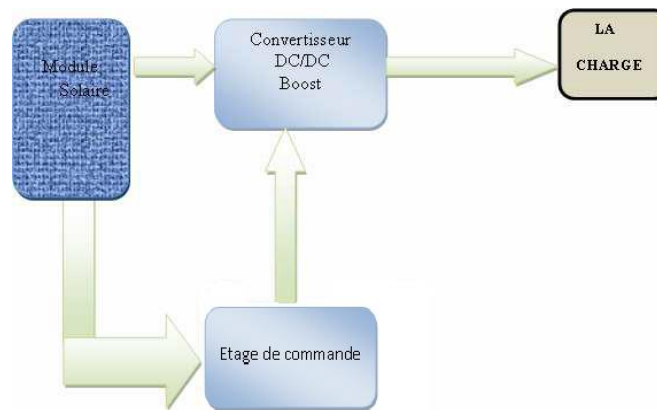 Module
Solaire
Convertisseur
DC/DC
Boost
LA
CHARGE
Etage de commande